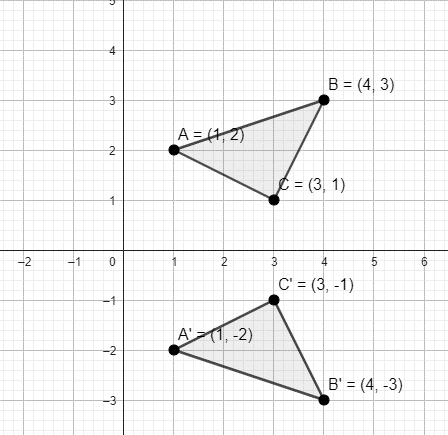 5
4
B = (4, 3)
3
A = (1, 2)
2
C = (3, 1)
1
–2 –1 0 1 2 3 4 5 6
C' = (3, -1)
–1
A' = (1, -2)
–2
B' = (4, -3)
–3